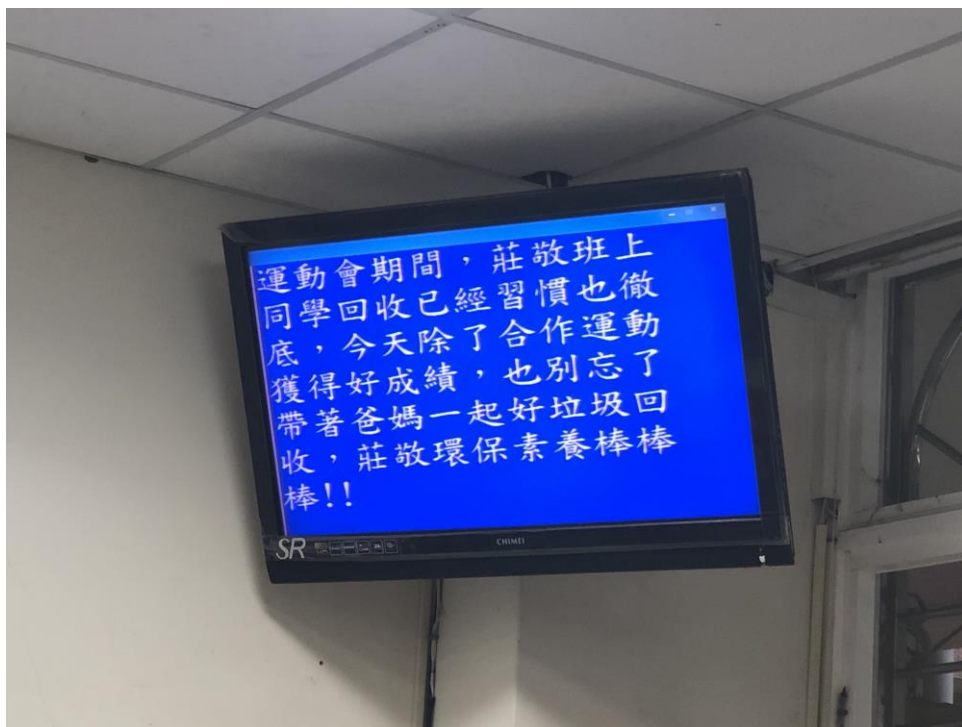 運動會期間，莊敬班上
同學回收已經習慣也徹
底，今天除了合作運動
獲得好成績，也別忘了
帶著爸媽一起好垃圾回
收，莊敬環保素養棒棒
棒!!
SR
CHIMEI